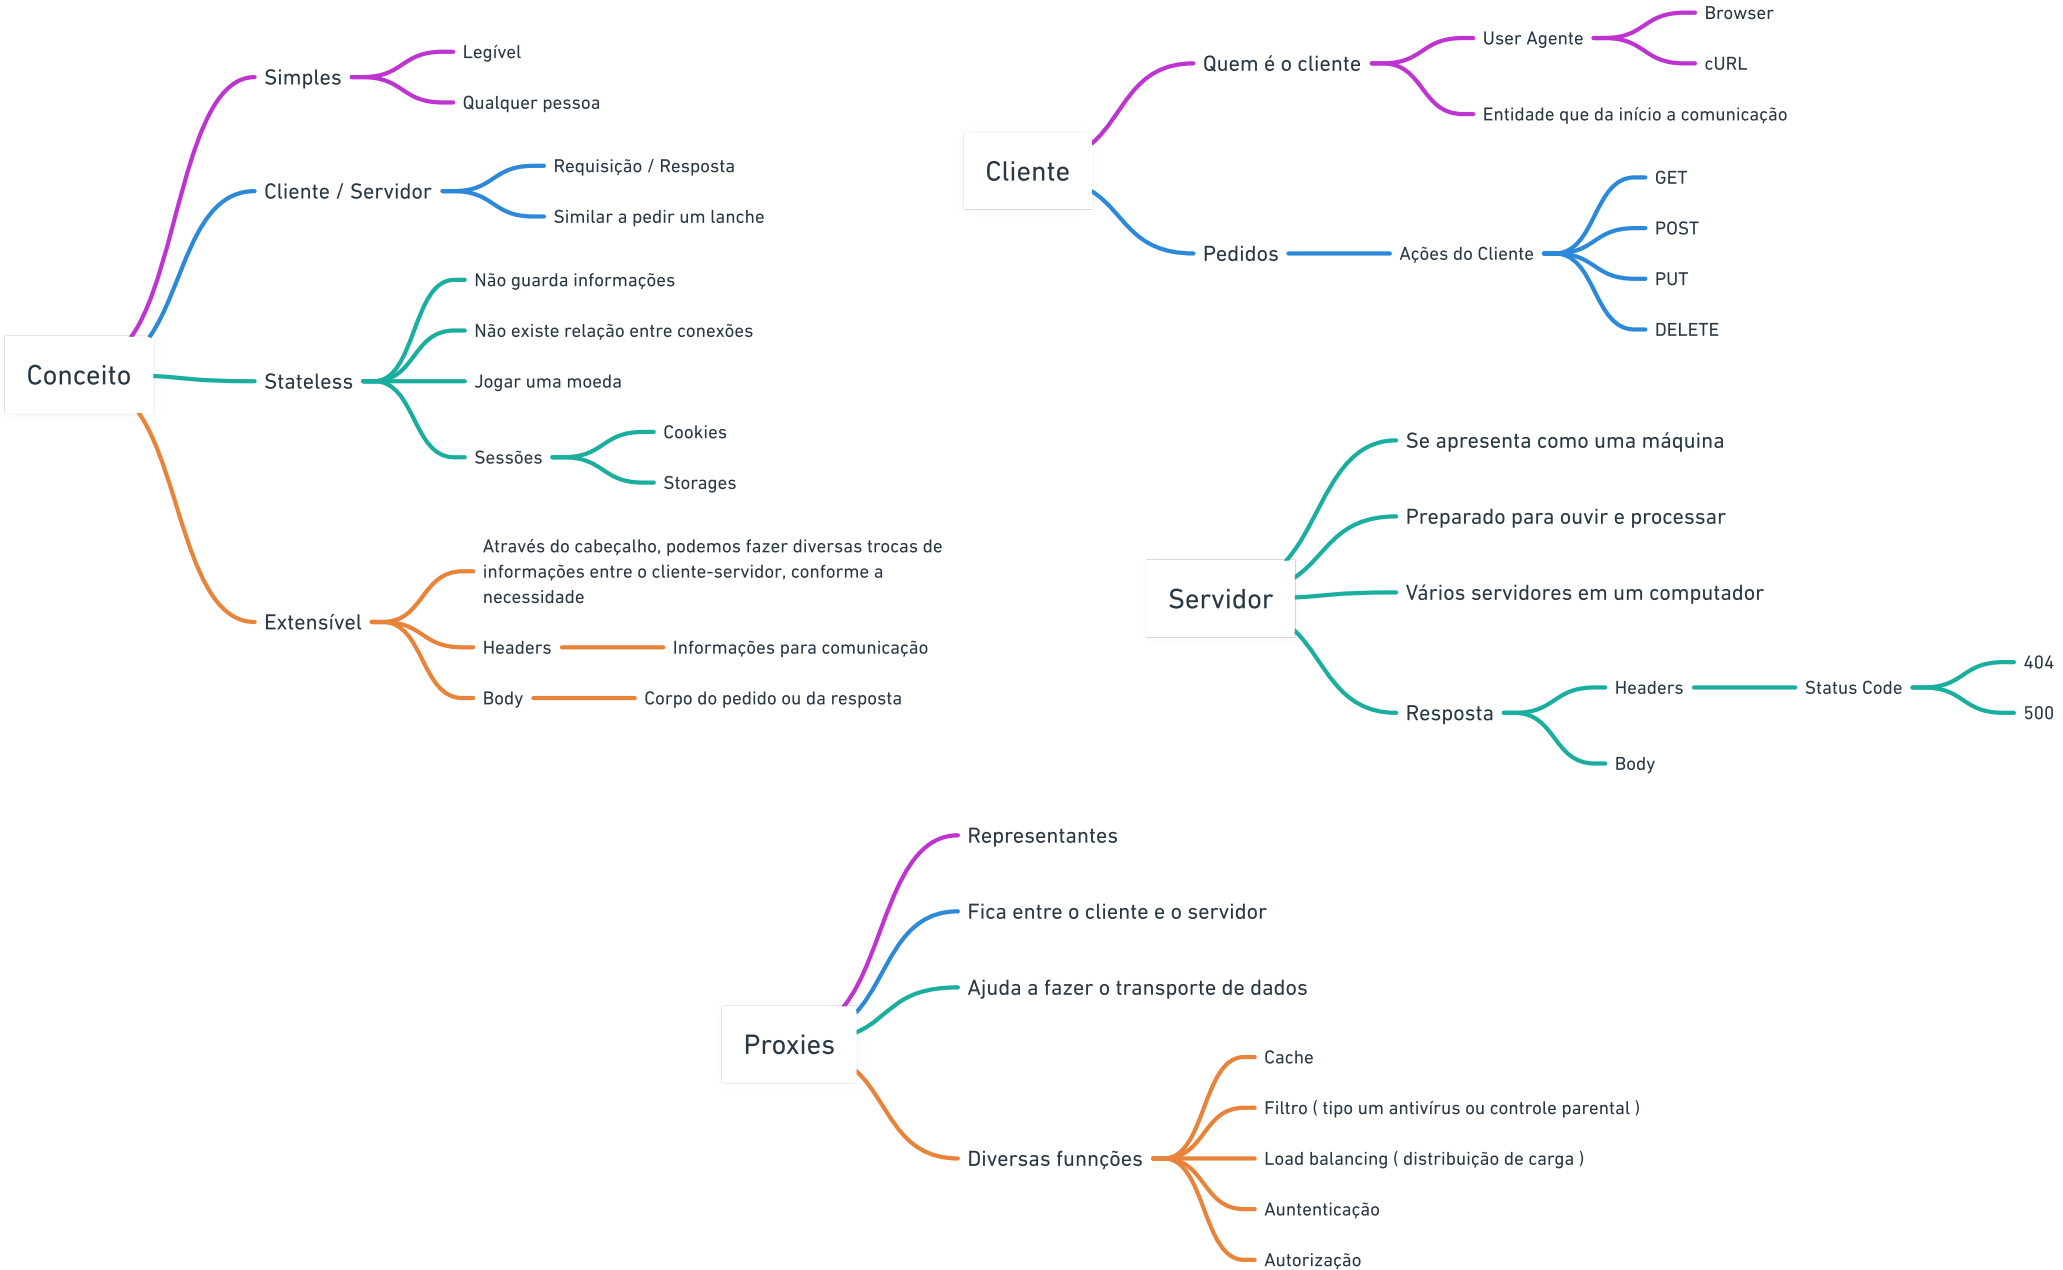 Conceito
Simples
Legível
Qualquer pessoa
Cliente / Servidor
Requisição / Resposta
Similar a pedir um lanche
Stateless
Não guarda informações
Não existe relação entre conexões
Jogar uma moeda
Sessões
Cookies
Storages
Extensível
Através do cabeçalho, podemos fazer diversas trocas de
informações entre o cliente-servidor, conforme a
necessidade
Headers
Informações para comunicação
Body
Corpo do pedido ou da resposta
Cliente
Quem é o cliente
User Agente
Browser
cURL
Entidade que da início a comunicação
Pedidos
Ações do Cliente
GET
POST
PUT
DELETE
Servidor
Se apresenta como uma máquina
Preparado para ouvir e processar
Vários servidores em um computador
Resposta
Headers
Status Code
404
500
Body
Proxies
Representantes
Fica entre o cliente e o servidor
Ajuda a fazer o transporte de dados
Diversas funnções
Cache
Filtro ( tipo um antivírus ou controle parental )
Load balancing ( distribuição de carga )
Auntenticação
Autorização